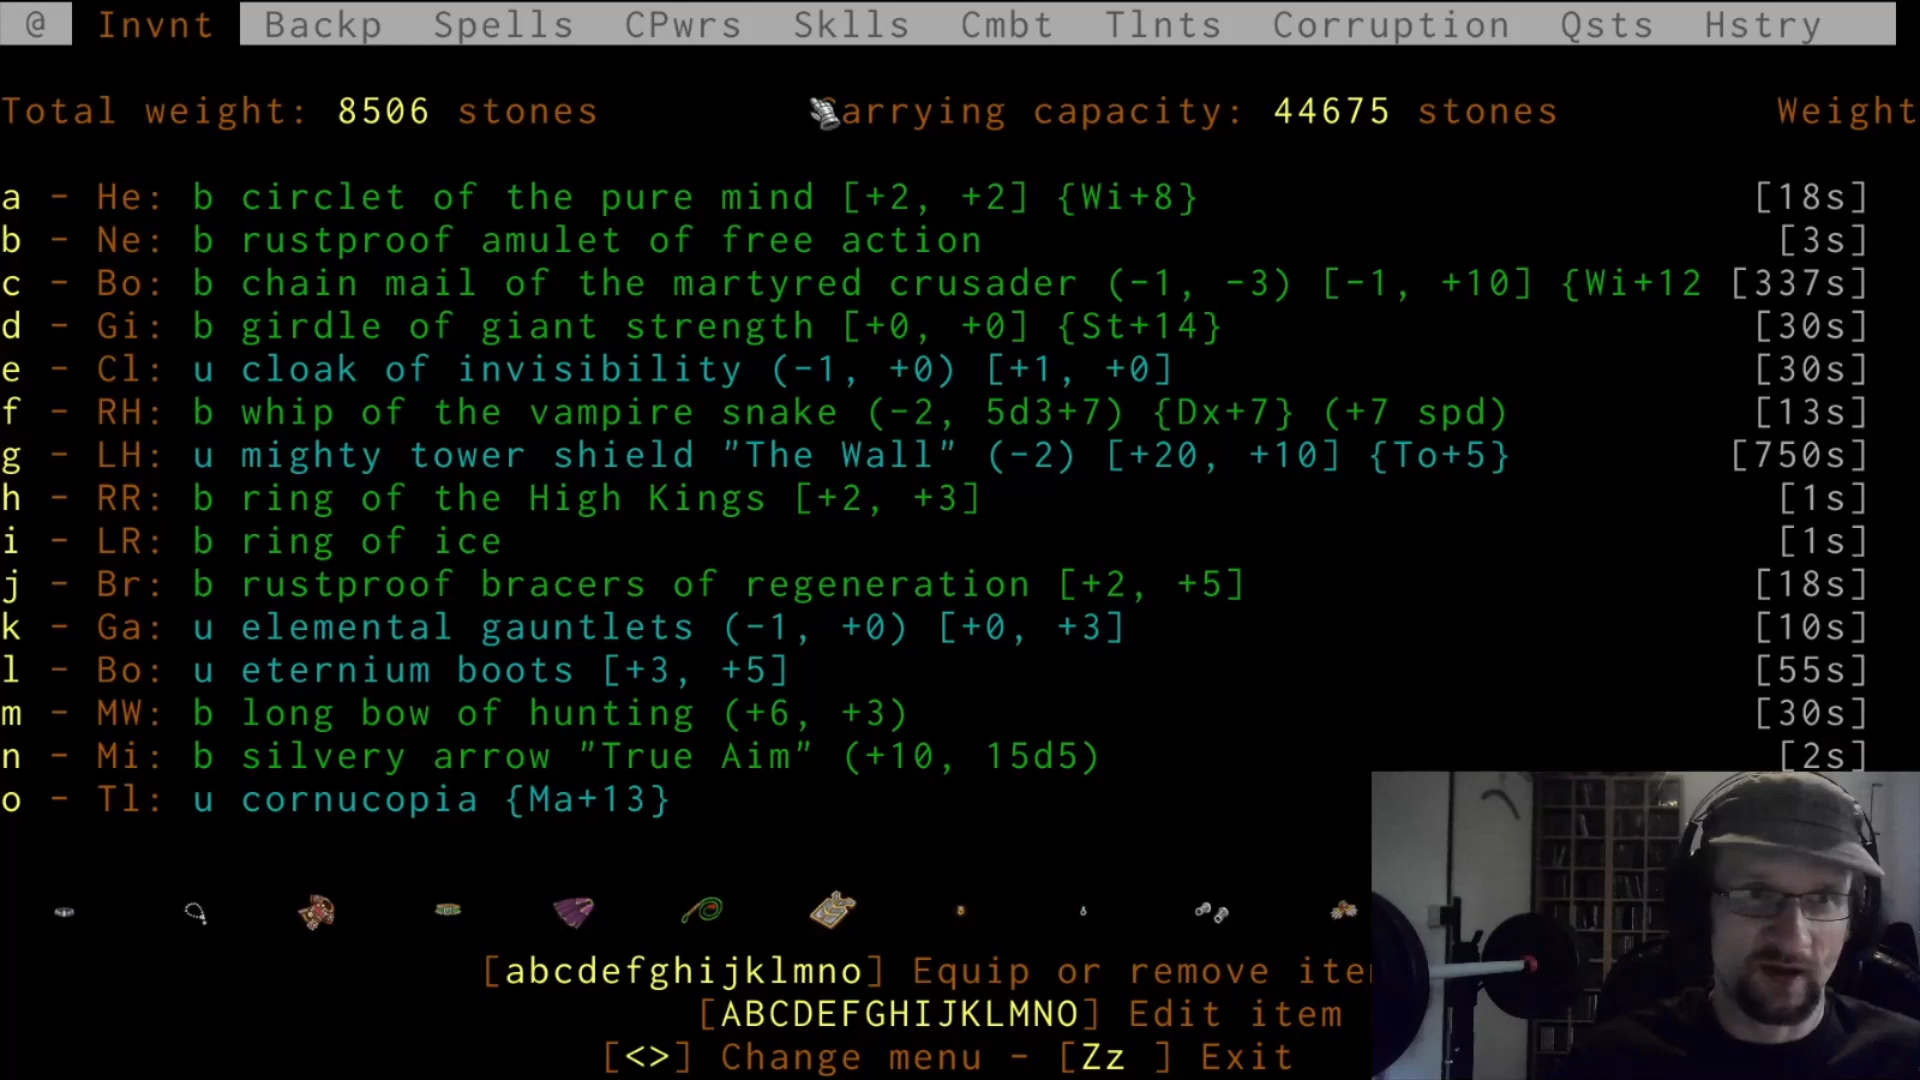 @ Invnt Backp Spells CPwrs Sklls Cmbt Tlnts Corruption Qsts Hstry
Total weight: 8506 stones arrying capacity: 44675 stones Weight
a - He: b circlet of the pure mind [+2, +2] {Wi+8} [18s]
b - Ne: b rustproof amulet of free action [3s]
c - Bo: b chain mail of the martyred crusader (-1, -3) [-1, +10] {Wi+12 [337s]
d - Gi: b girdle of giant strength [+0, +0] {St+14} [30s]
e - Cl: u cloak of invisibility (-1, +0) [+1, +0] [30s]
f - RH: b whip of the vampire snake (-2, 5d3+7) {Dx+7} (+7 spd) [13s]
g - LH: u mighty tower shield "The Wall" (-2) [+20, +10] {To+5} [750s]
h - RR: b ring of the High Kings [+2, +3] [1s]
i - LR: b ring of ice [1s]
j - Br: b rustproof bracers of regeneration [+2, +5] [18s]
k - Ga: u elemental gauntlets (-1, +0) [+0, +3] [10s]
l - Bo: u eternium boots [+3, +5] [55s]
m - MW: b long bow of hunting (+6, +3) [30s]
n - Mi: b silvery arrow "True Aim" (+10, 15d5) [2s]
o - Tl: u cornucopia {Ma+13}
[abcdefghijklmno] Equip or remove ite
[ABCDEFGHIJKLMNO] Edit item
[<>] Change menu - [Zz ] Exit